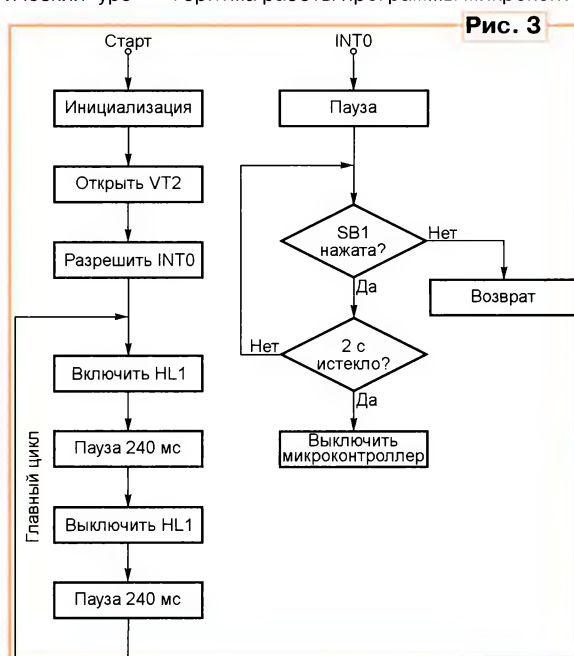 Рис. 3
Старт
Инициализация
Открыть VT2
Разрешить INT0
Главный цикл
Включить HL1
Пауза 240 мс
Выключить HL1
Пауза 240 мс
INT0
Пауза
SB1
нажата?
Нет
Возврат
Да
2 с
истекло?
Нет
Да
Выключить
микроконтроллер